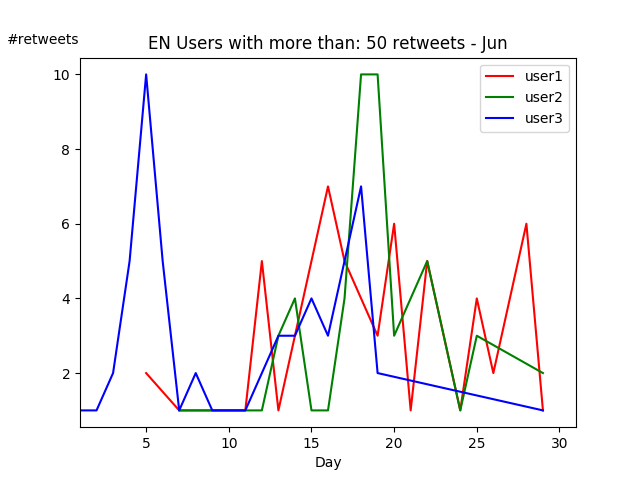 #retweets
EN Users with more than: 50 retweets - Jun
user1
user2
user3
10
8
6
4
2
5 10 15 20 25 30
Day